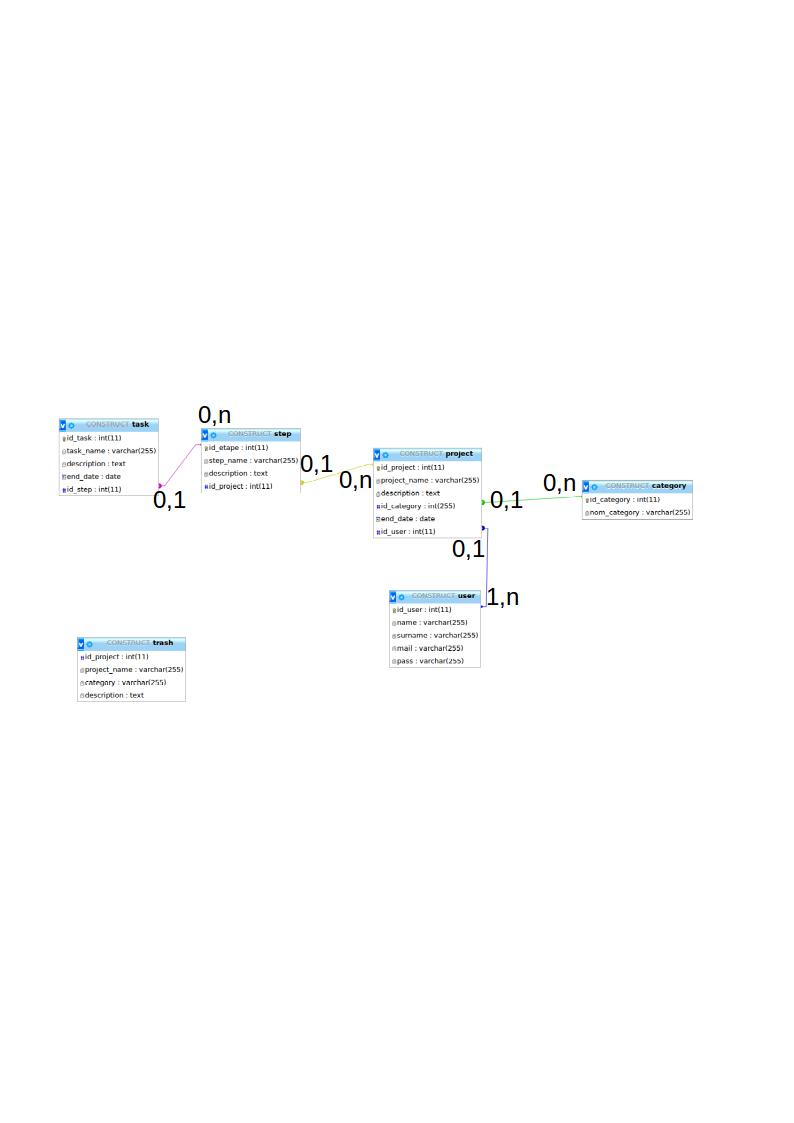 0,n
CONSTRUCT task
id_task : int(11)
task_name : varchar(255)
description : text
end_date : date
id_step : int(11)
0,1
CONSTRUCT step
id_etape : int(11)
step_name : varchar(255)
description : text
id_project : int(11)
0,1
0,n
CONSTRUCT project
id_project : int(11)
project_name : varchar(255)
description : text
id_category : int(255)
end_date : date
id_user : int(11)
0,1
0,n
CONSTRUCT category
id_category : int(11)
nom_category : varchar(255)
0,1
1,n
CONSTRUCT user
id_user : int(11)
name : varchar(255)
surname : varchar(255)
mail : varchar(255)
pass : varchar(255)
CONSTRUCT trash
id_project : int(11)
project_name : varchar(255)
category : varchar(255)
description : text